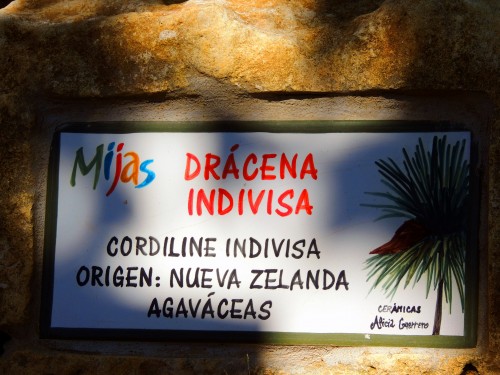 Mijas
DRÁCENA
INDIVISA
CORDILINE INDIVISA
ORIGEN: NUEVA ZELANDA
AGAVÁCEAS
CERÁMICAS
Alicia Guerrero